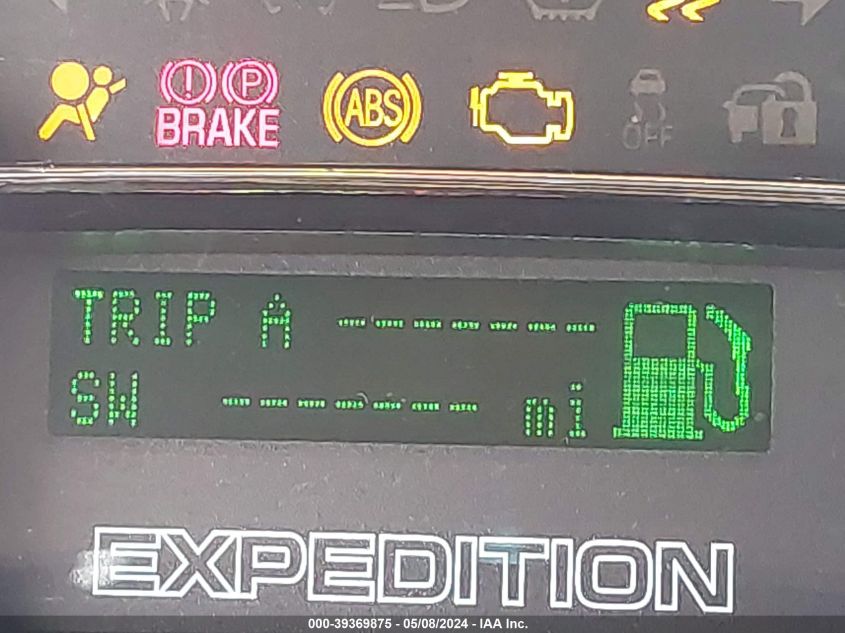 (!) (P)
BRAKE
ABS
OFF
TRIP A -------
SW ------- mi
EXPEDITION
000-39369875 - 05/08/2024 - IAA Inc.